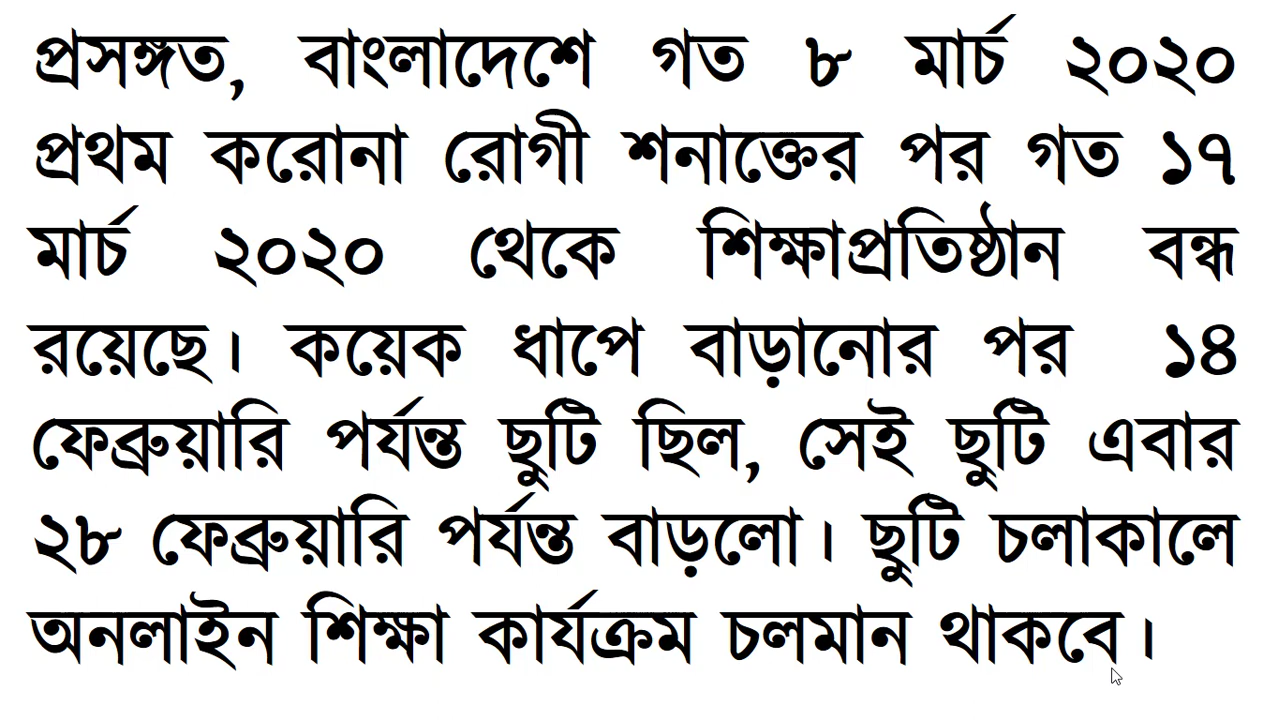 প্রসঙ্গত, বাংলাদেশে গত ৮ মার্চ ২০২০
প্রথম করোনা রোগী শনাক্তের পর গত ১৭
মার্চ ২০২০ থেকে শিক্ষাপ্রতিষ্ঠান বন্ধ
রয়েছে। কয়েক ধাপে বাড়ানোর পর ১৪
ফেব্রুয়ারি পর্যন্ত ছুটি ছিল, সেই ছুটি এবার
২৮ ফেব্রুয়ারি পর্যন্ত বাড়লো। ছুটি চলাকালে
অনলাইন শিক্ষা কার্যক্রম চলমান থাকবে।